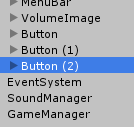 MenuBar
VolumeImage
Button
Button (1)
Button (2)
EventSystem
SoundManager
GameManager